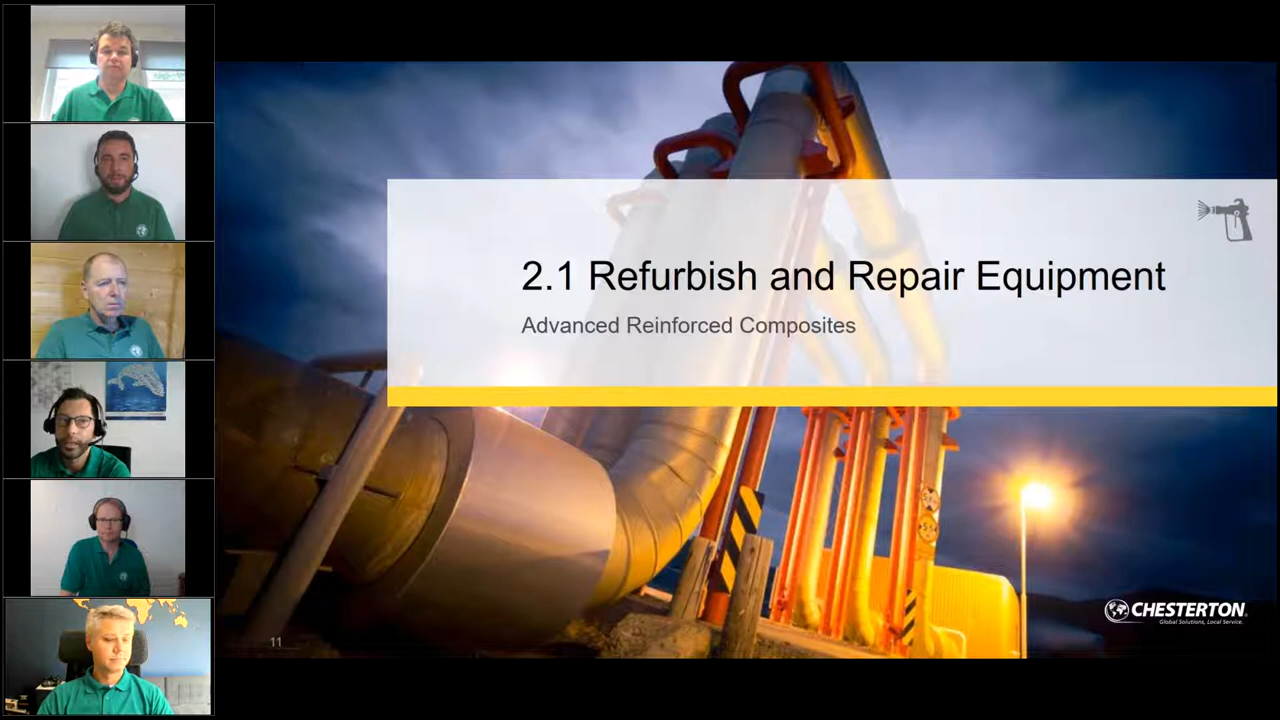 2.1 Refurbish and Repair Equipment
Advanced Reinforced Composites
CHESTERTON
Global Solutions, Local Service.
11